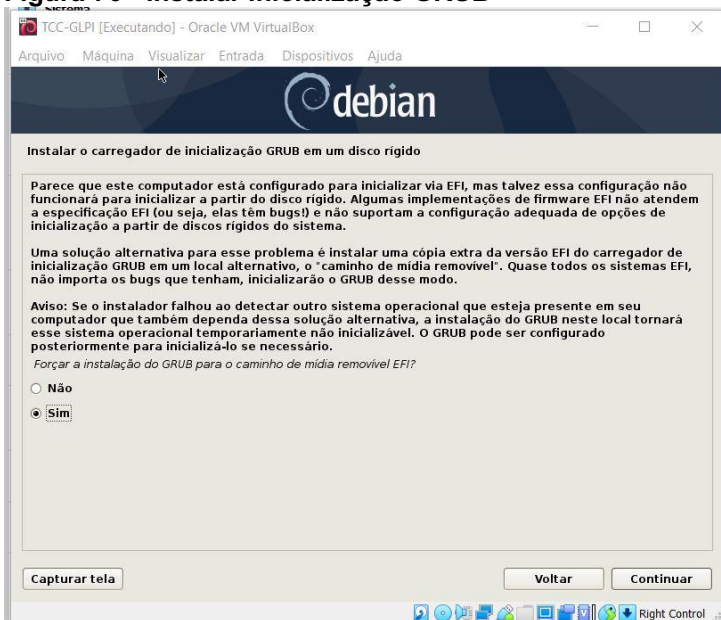 Sistema
TCC-GLPI [Executando] - Oracle VM VirtualBox
Arquivo Máquina Visualizar Entrada Dispositivos Ajuda
debian
Instalar o carregador de inicialização GRUB em um disco rígido
Parece que este computador está configurado para inicializar via EFI, mas talvez essa configuração não
funcionará para inicializar a partir do disco rígido. Algumas implementações de firmware EFI não atendem
a especificação EFI (ou seja, elas têm bugs!) e não suportam a configuração adequada de opções de
inicialização a partir de discos rígidos do sistema.
Uma solução alternativa para esse problema é instalar uma cópia extra da versão EFI do carregador de
inicialização GRUB em um local alternativo, o "caminho de mídia removível". Quase todos os sistemas EFI,
não importa os bugs que tenham, inicializarão o GRUB desse modo.
Aviso: Se o instalador falhou ao detectar outro sistema operacional que esteja presente em seu
computador que também dependa dessa solução alternativa, a instalação do GRUB neste local tornará
esse sistema operacional temporariamente não inicializável. O GRUB pode ser configurado
posteriormente para inicializá-lo se necessário.
Forçar a instalação do GRUB para o caminho de mídia removível EFI?
Não
Sim
Capturar tela Voltar Continuar
Right Control